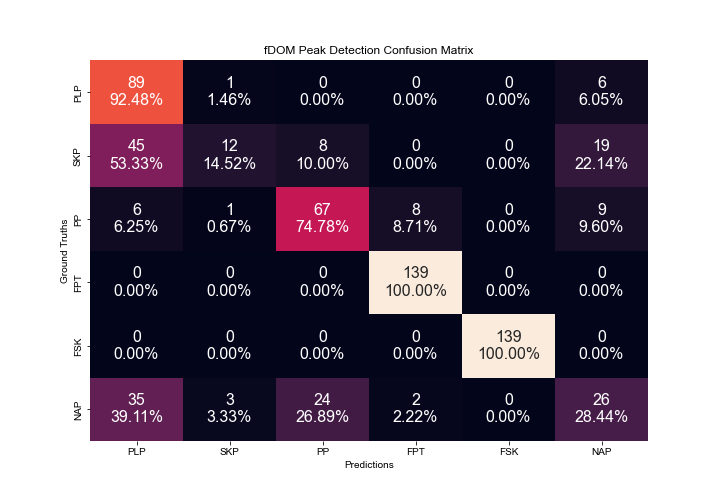 fDOM Peak Detection Confusion Matrix
Ground Truths
PLP
89 1 0 0 0 6
92.48% 1.46% 0.00% 0.00% 0.00% 6.05%
SKP
45 12 8 0 0 19
53.33% 14.52% 10.00% 0.00% 0.00% 22.14%
PP
6 1 67 8 0 9
6.25% 0.67% 74.78% 8.71% 0.00% 9.60%
FPT
0 0 0 139 0 0
0.00% 0.00% 0.00% 100.00% 0.00% 0.00%
FSK
0 0 0 0 139 0
0.00% 0.00% 0.00% 0.00% 100.00% 0.00%
NAP
35 3 24 2 0 26
39.11% 3.33% 26.89% 2.22% 0.00% 28.44%
PLP SKP PP FPT FSK NAP
Predictions